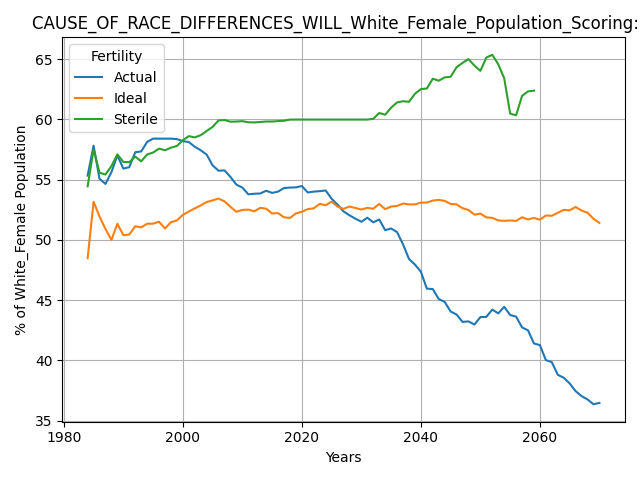 CAUSE_OF_RACE_DIFFERENCES_WILL_White_Female_Population_Scoring:
Fertility
Actual
Ideal
Sterile
% of White_Female Population
65
60
55
50
45
40
35
1980
2000
2020
2040
2060
Years